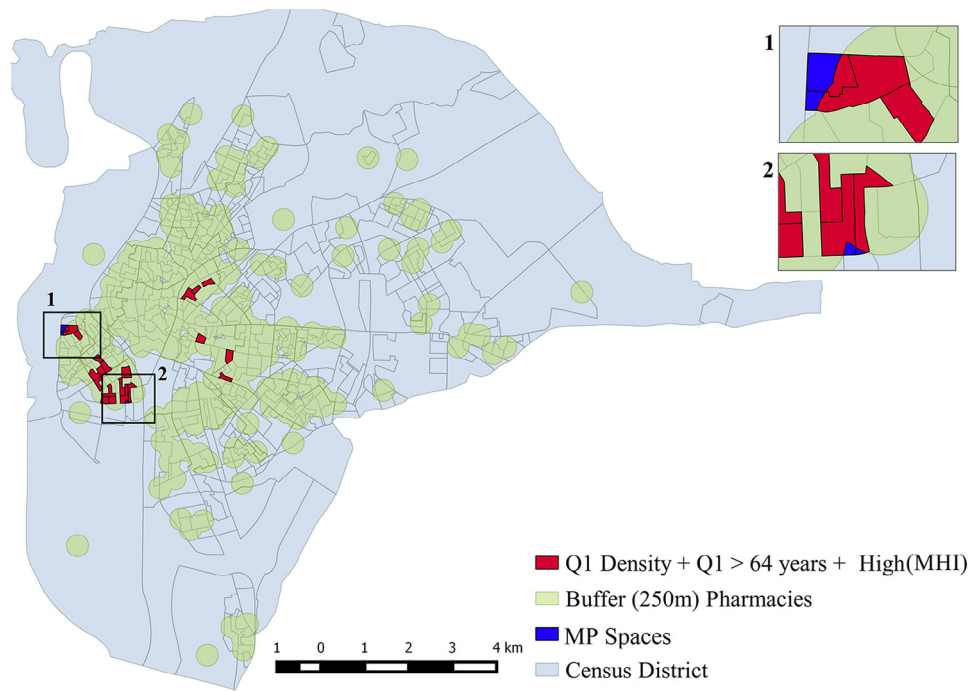 1
2
1
2
Q1 Density + Q1 > 64 years + High(MHI)
Buffer (250m) Pharmacies
MP Spaces
Census District
1 0 1 2 3 4 km